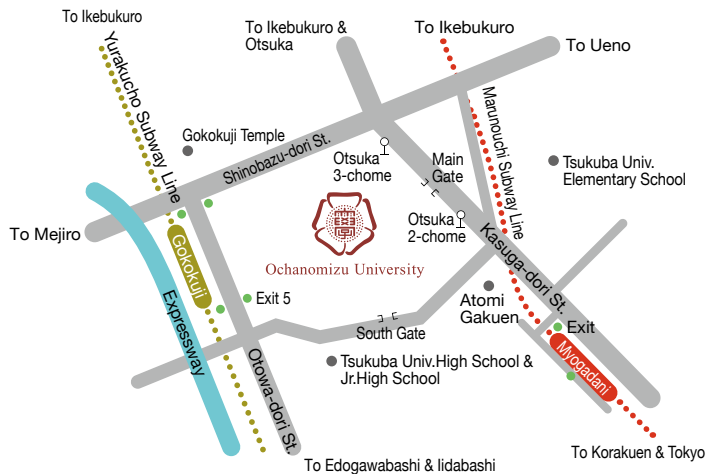 To Ikebukuro
To Ikebukuro &
Otsuka
To Ikebukuro
To Ueno
Yurakucho Subway Line
Gokokuji Temple
Shinobazu-dori St.
Otsuka
3-chome
Main
Gate
Marunouchi Subway Line
Tsukuba Univ.
Elementary School
To Mejiro
Otsuka
2-chome
Kasuga-dori St.
Gokokuji
Ochanomizu University
Expressway
Exit 5
Atomi
Gakuen
Exit
South Gate
Myogadani
Otowa-dori St.
Tsukuba Univ.High School &
Jr.High School
To Korakuen & Tokyo
To Edogawabashi & Iidabashi